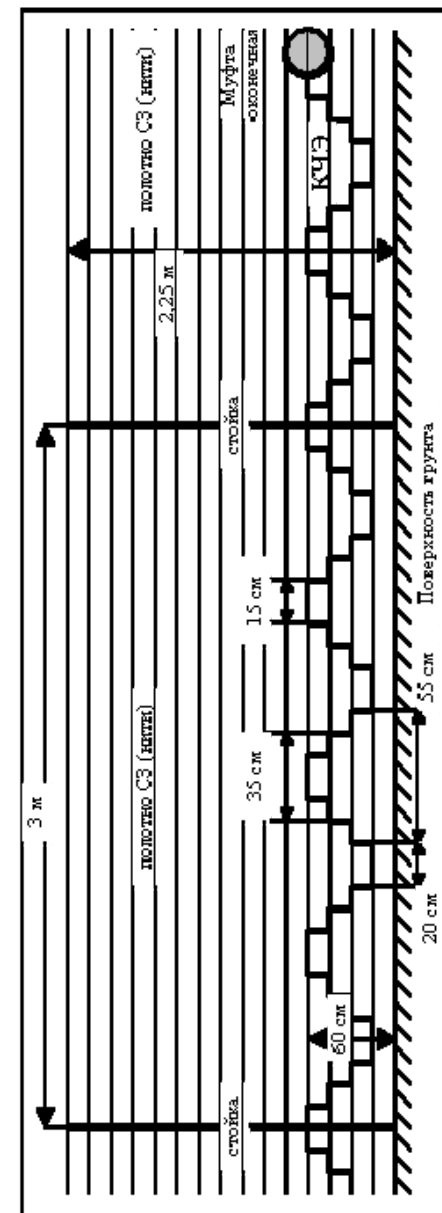 3 м
полотно СЗ (нити)
полотно СЗ (нити)
2,25 м
Муфта
оконечная
КЧЭ
стойка
стойка
15 см
35 см
60 см
20 см
55 см
Поверхность грунта